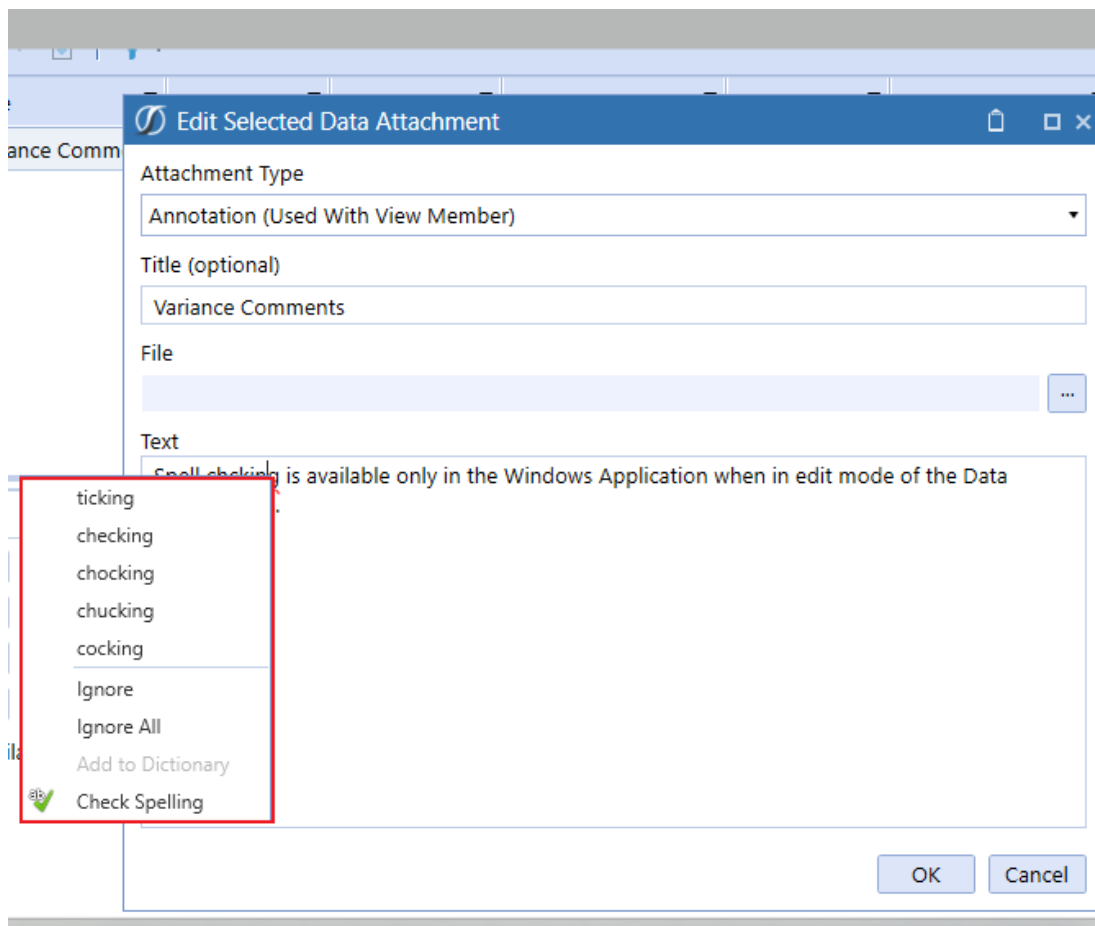 Edit Selected Data Attachment
ance Comm
Attachment Type
Annotation (Used With View Member)
Title (optional)
Variance Comments
File
...
Text
Spell chcking is available only in the Windows Application when in edit mode of the Data
ticking
checking
chocking
chucking
cocking
Ignore
Ignore All
Add to Dictionary
Check Spelling
OK
Cancel